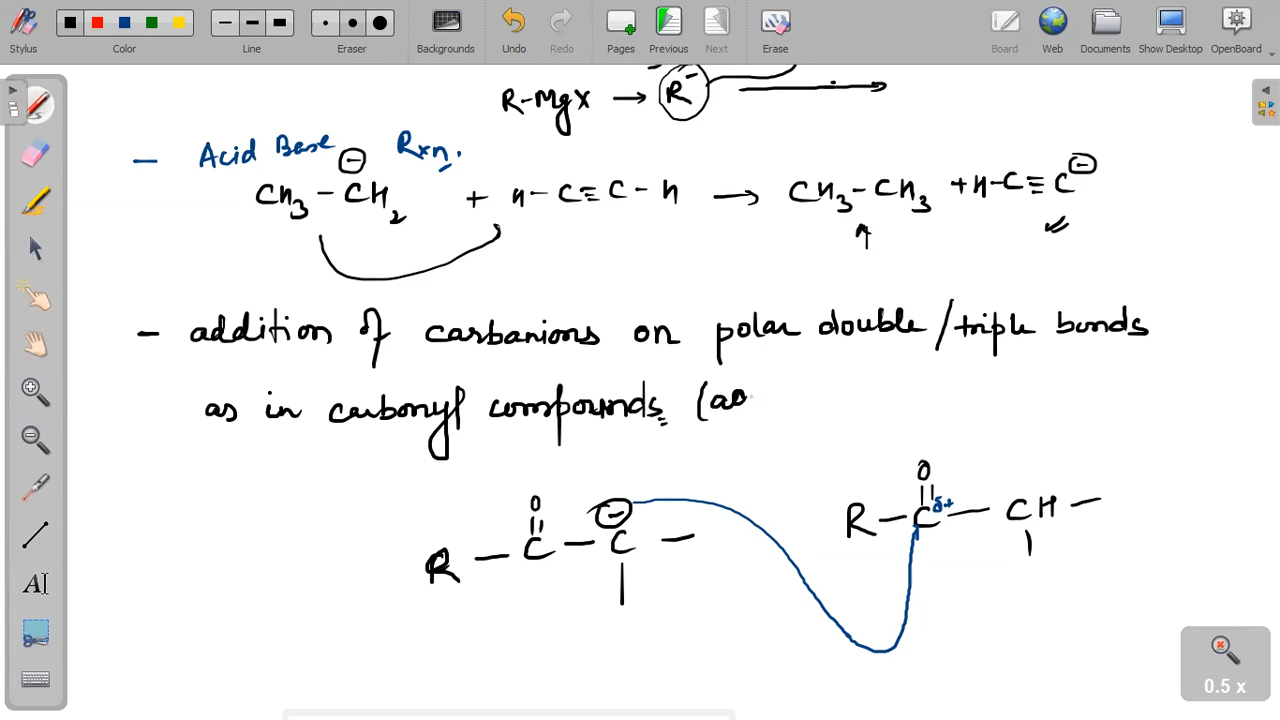 Stylus Color Line Eraser Backgrounds Undo Redo Pages Previous Next Erase Board Web Documents Show Desktop OpenBoard
R-MgX → R⁻
- Acid Base Rxn.
CH₃-CH₂⊖ + H-C≡C-H → CH₃-CH₃ + H-C≡C⊖
- addition of carbanions on polar double/triple bonds
as in carbonyl compounds (
R-C(=O)-C⊖- R-C(=O)δ+-CH-
0.5 x